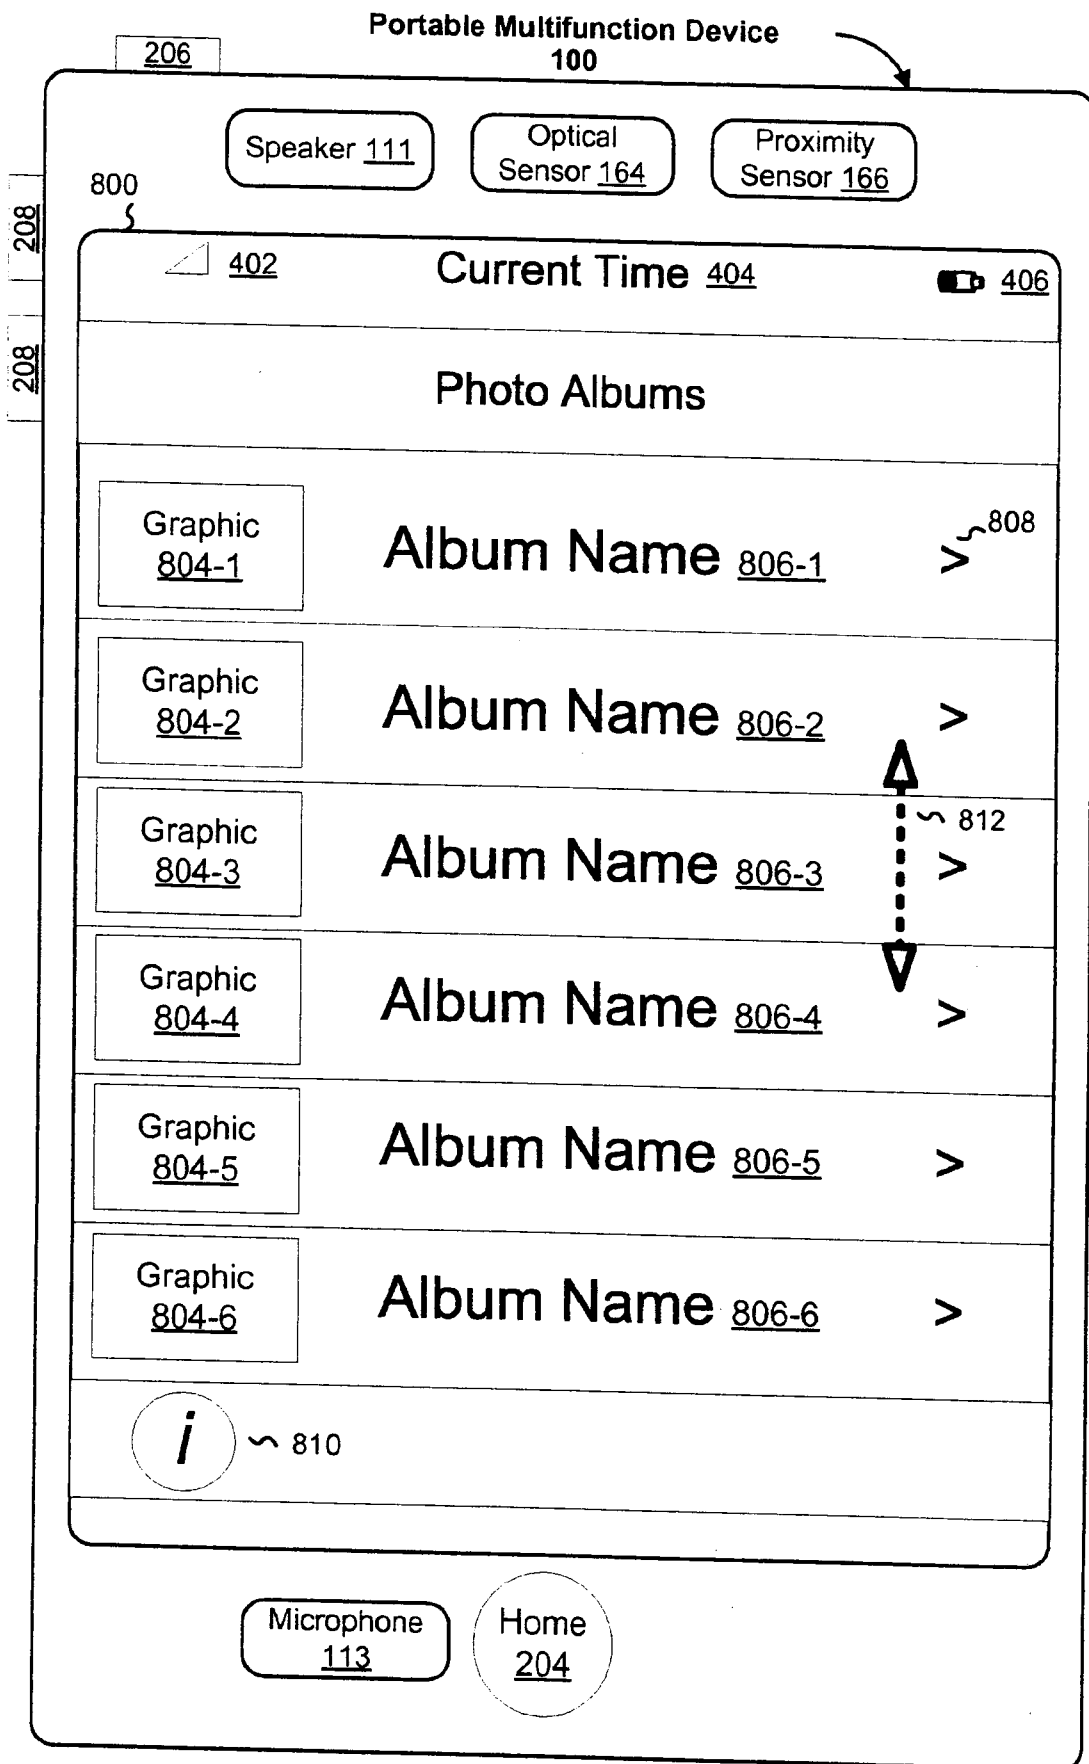 Portable Multifunction Device
100
206
Speaker 111
Optical
Sensor 164
Proximity
Sensor 166
800
208
208
402
Current Time 404
406
Photo Albums
Graphic
804-1
Album Name 806-1
>
808
Graphic
804-2
Album Name 806-2
>
812
Graphic
804-3
Album Name 806-3
>
Graphic
804-4
Album Name 806-4
>
Graphic
804-5
Album Name 806-5
>
Graphic
804-6
Album Name 806-6
>
i
810
Microphone
113
Home
204